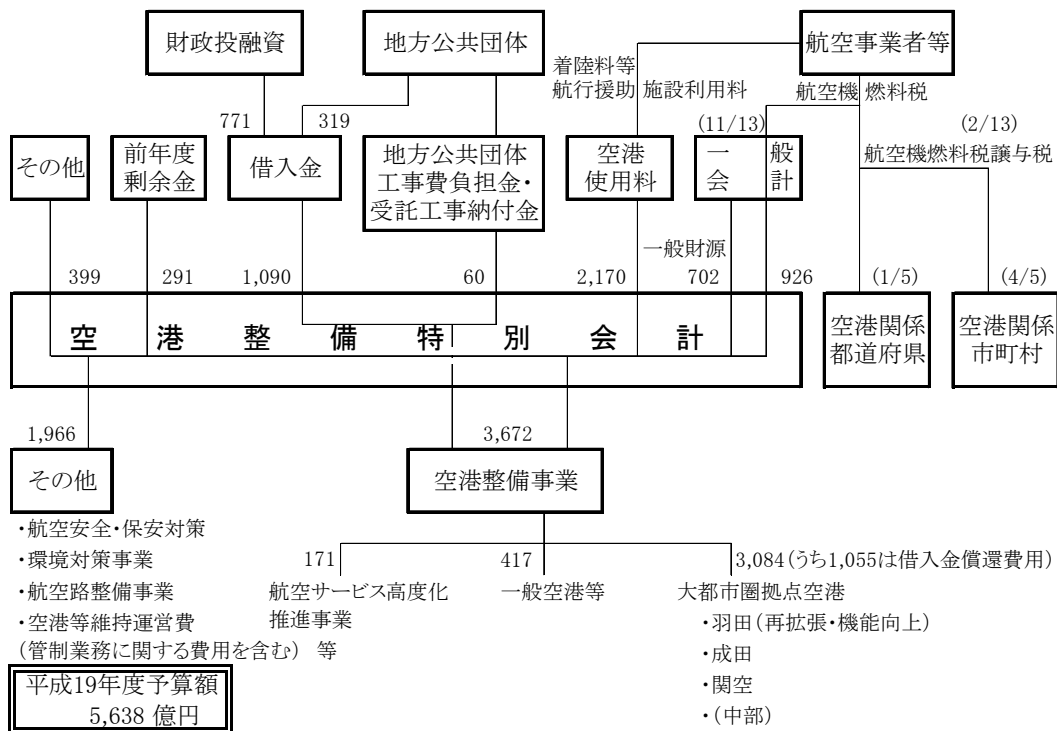 財政投融資
地方公共団体
航空事業者等
着陸料等
航行援助 施設利用料
航空機 燃料税
771
319
(11/13)
(2/13)
その他
前年度
剰余金
借入金
地方公共団体
工事費負担金・
受託工事納付金
空港
使用料
一 般
会 計
航空機燃料税譲与税
一般財源
399
291
1,090
60
2,170
702
926
(1/5)
(4/5)
空 港 整 備 特 別 会 計
空港関係
都道府県
空港関係
市町村
1,966
3,672
その他
空港整備事業
・航空安全・保安対策
・環境対策事業
・航空路整備事業
・空港等維持運営費
(管制業務に関する費用を含む) 等
171
航空サービス高度化
推進事業
417
一般空港等
3,084(うち1,055は借入金償還費用)
大都市圏拠点空港
・羽田(再拡張・機能向上)
・成田
・関空
・(中部)
平成19年度予算額
5,638 億円